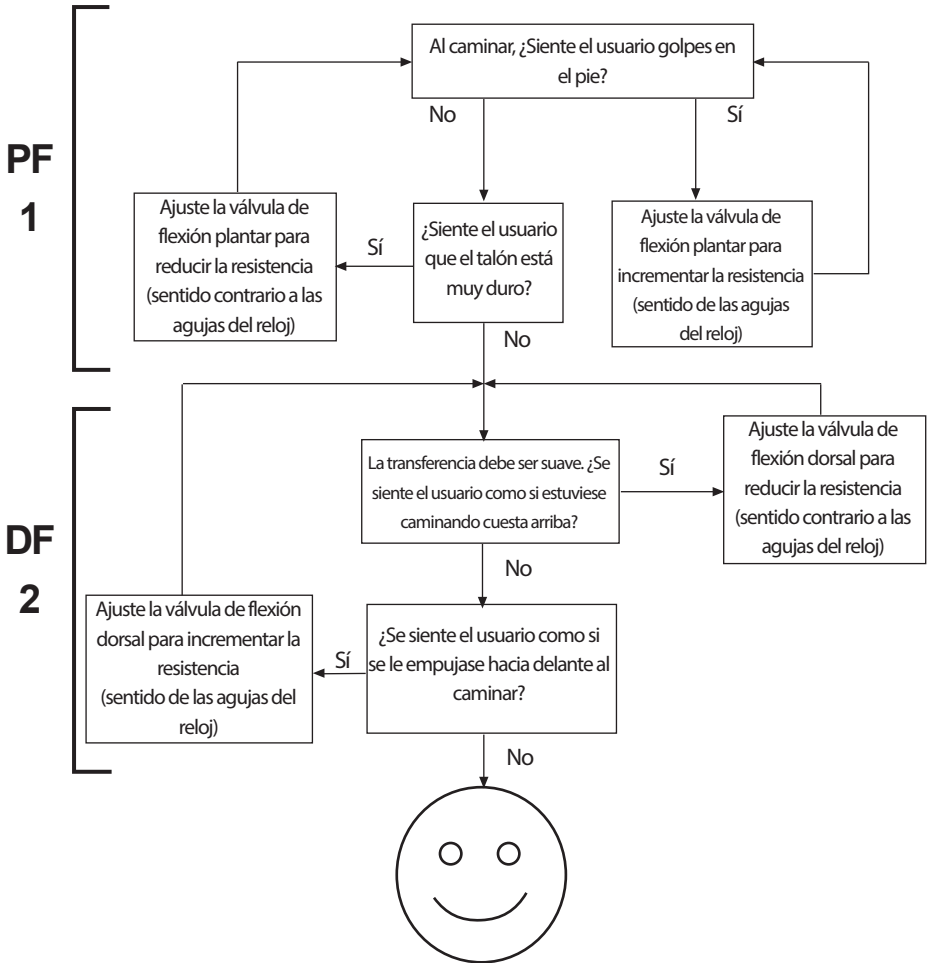 Al caminar, ¿Siente el usuario golpes en
el pie?
No
Sí
PF
1
Ajuste la válvula de
flexión plantar para
reducir la resistencia
(sentido contrario a las
agujas del reloj)
Sí
¿Siente el usuario
que el talón está
muy duro?
Ajuste la válvula de
flexión plantar para
incrementar la resistencia
(sentido de las agujas
del reloj)
No
DF
2
La transferencia debe ser suave. ¿Se
siente el usuario como si estuviese
caminando cuesta arriba?
Sí
Ajuste la válvula de
flexión dorsal para
reducir la resistencia
(sentido contrario a las
agujas del reloj)
No
Ajuste la válvula de flexión
dorsal para incrementar la
resistencia
(sentido de las agujas del
reloj)
Sí
¿Se siente el usuario como si
se le empujase hacia delante al
caminar?
No